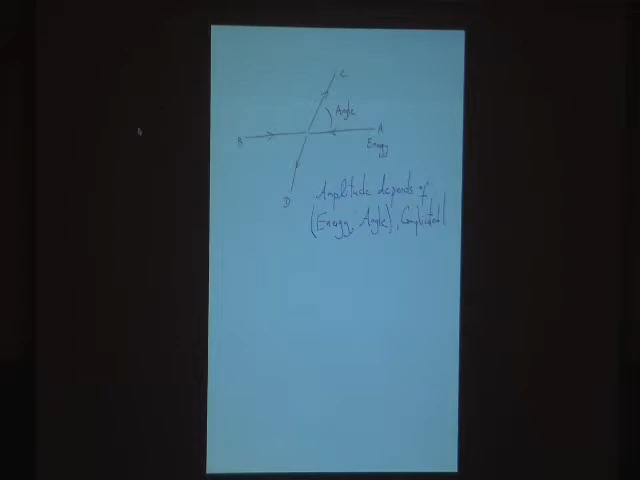 C
Angle
B
A
Energy
D
Amplitude depends of
(Energy, Angle), Complicated!